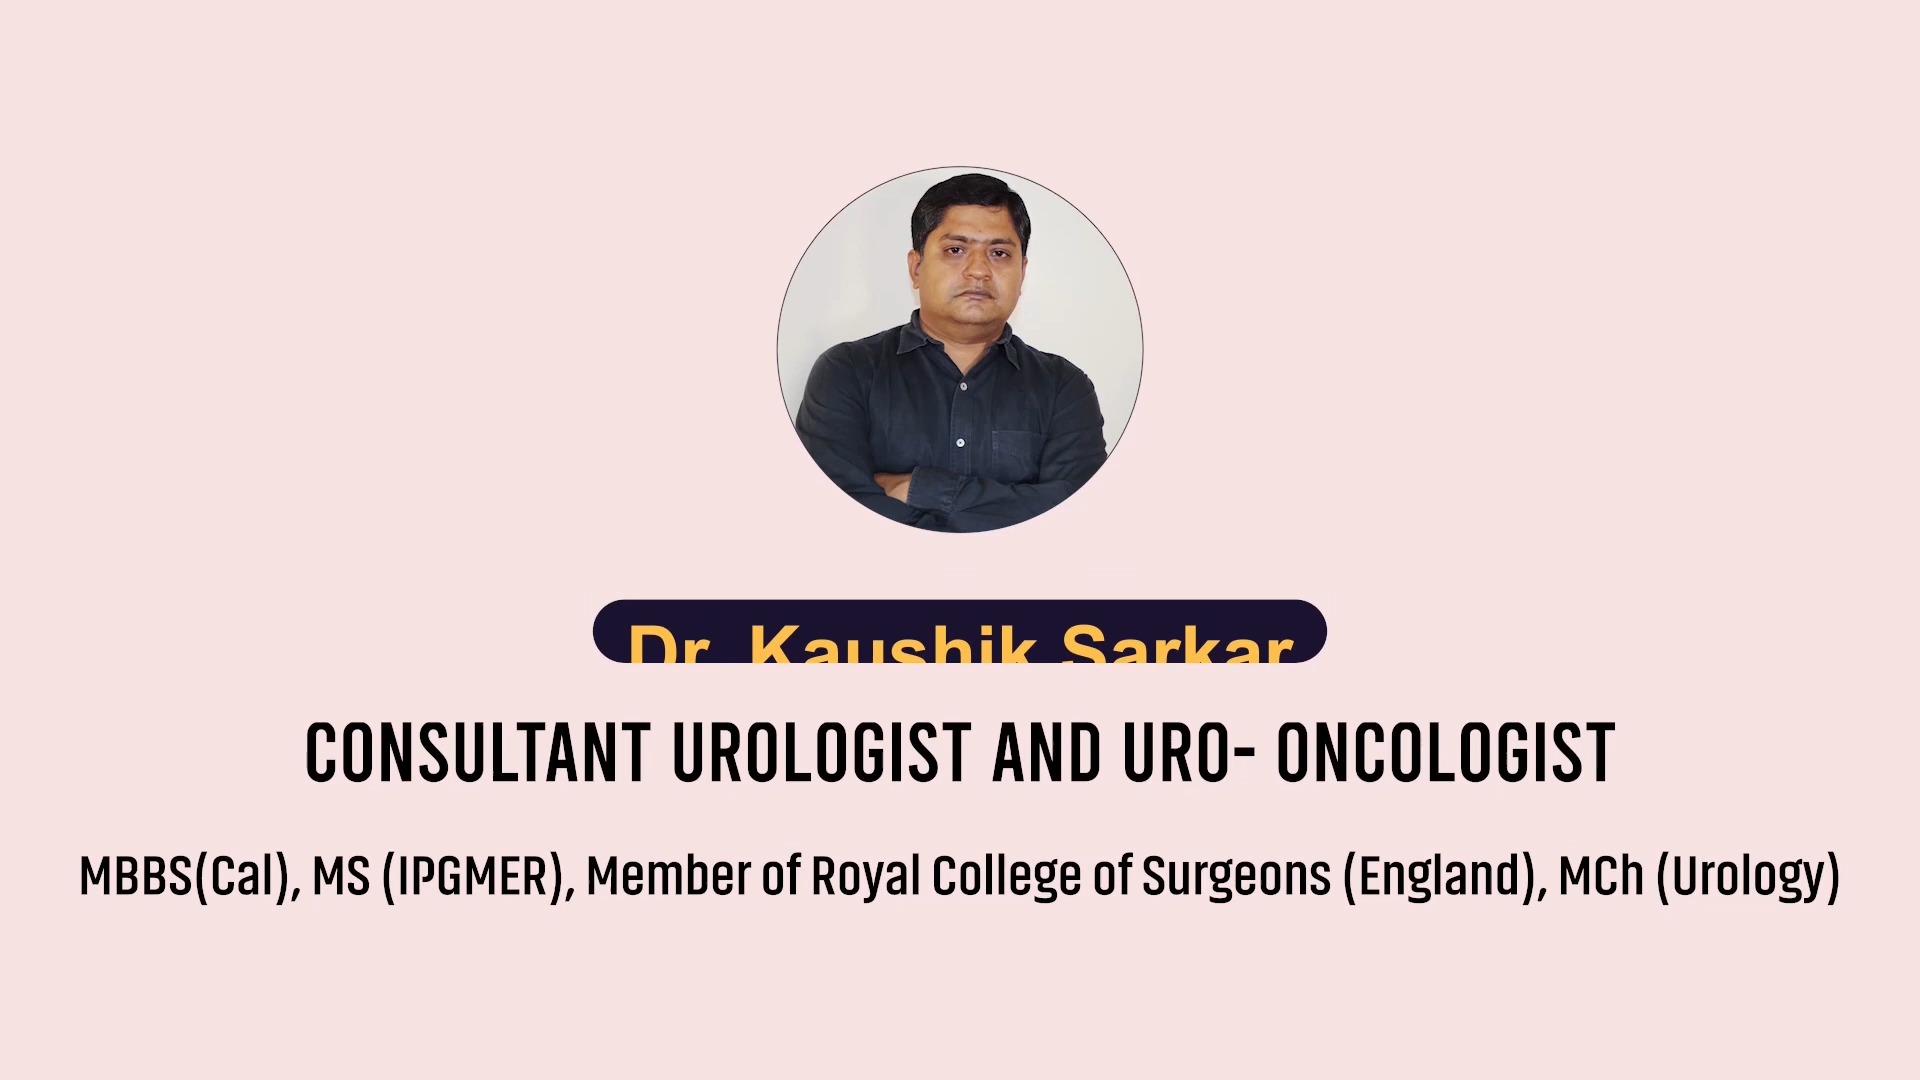 Dr. Kaushik Sarkar
CONSULTANT UROLOGIST AND URO- ONCOLOGIST
MBBS(Cal), MS (IPGMER), Member of Royal College of Surgeons (England), MCh (Urology)